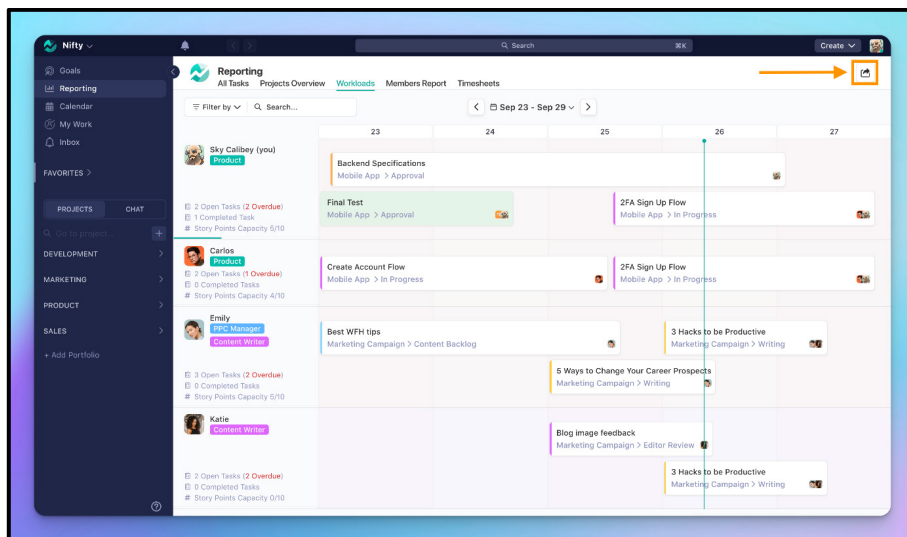 Nifty
Search
⌘K
Create
Goals
Reporting
Calendar
My Work
Inbox
FAVORITES >
PROJECTS
CHAT
Go to project...
+
DEVELOPMENT >
MARKETING >
PRODUCT >
SALES >
+ Add Portfolio
Reporting
All Tasks Projects Overview Workloads Members Report Timesheets
Filter by
Search...
Sep 23 - Sep 29
23 24 25 26 27
Sky Calibey (you)
Product
2 Open Tasks (2 Overdue)
1 Completed Task
# Story Points Capacity 5/10
Backend Specifications
Mobile App > Approval
Final Test
Mobile App > Approval
2FA Sign Up Flow
Mobile App > In Progress
Carlos
Product
2 Open Tasks (1 Overdue)
0 Completed Tasks
# Story Points Capacity 4/10
Create Account Flow
Mobile App > In Progress
2FA Sign Up Flow
Mobile App > In Progress
Emily
PPC Manager
Content Writer
3 Open Tasks (2 Overdue)
0 Completed Tasks
# Story Points Capacity 5/10
Best WFH tips
Marketing Campaign > Content Backlog
3 Hacks to be Productive
Marketing Campaign > Writing
5 Ways to Change Your Career Prospects
Marketing Campaign > Writing
Katie
Content Writer
2 Open Tasks (2 Overdue)
0 Completed Tasks
# Story Points Capacity 0/10
Blog image feedback
Marketing Campaign > Editor Review
3 Hacks to be Productive
Marketing Campaign > Writing